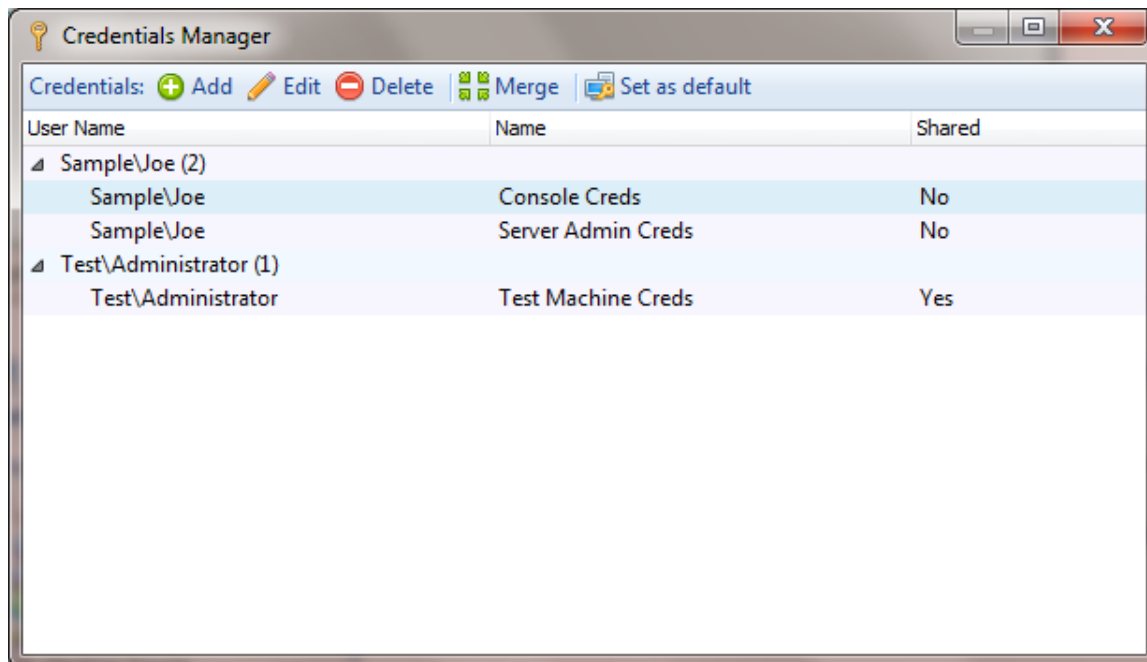 Credentials Manager
Credentials: Add Edit Delete Merge Set as default
User Name Name Shared
Sample\Joe (2)
Sample\Joe Console Creds No
Sample\Joe Server Admin Creds No
Test\Administrator (1)
Test\Administrator Test Machine Creds Yes